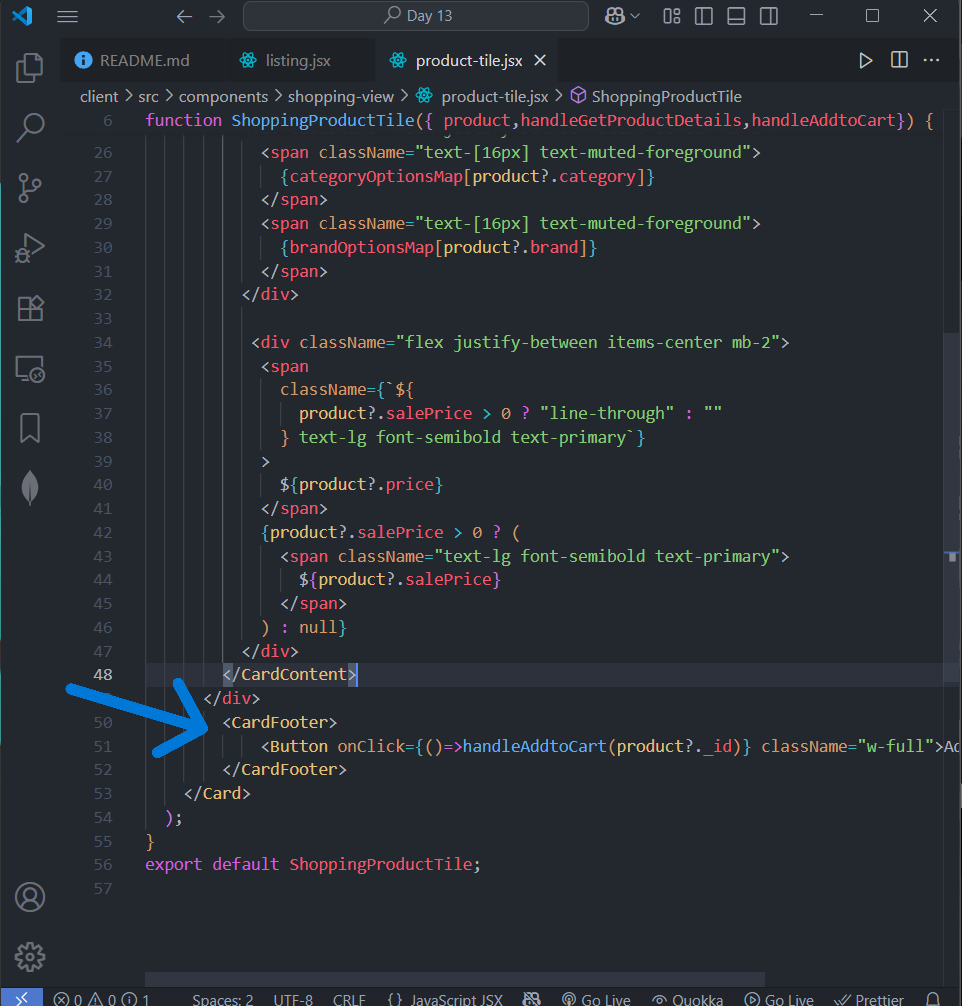 Day 13
README.md
listing.jsx
product-tile.jsx
client > src > components > shopping-view > product-tile.jsx > ShoppingProductTile
6 function ShoppingProductTile({ product,handleGetProductDetails,handleAddtoCart}) {
26 <span className="text-[16px] text-muted-foreground">
27 {categoryOptionsMap[product?.category]}
28 </span>
29 <span className="text-[16px] text-muted-foreground">
30 {brandOptionsMap[product?.brand]}
31 </span>
32 </div>
33
34 <div className="flex justify-between items-center mb-2">
35 <span
36 className={`${
37 product?.salePrice > 0 ? "line-through" : ""
38 } text-lg font-semibold text-primary`}
39 >
40 ${product?.price}
41 </span>
42 {product?.salePrice > 0 ? (
43 <span className="text-lg font-semibold text-primary">
44 ${product?.salePrice}
45 </span>
46 ) : null}
47 </div>
48 </CardContent>
</div>
50 <CardFooter>
51 <Button onClick={()=>handleAddtoCart(product?._id)} className="w-full">Ad
52 </CardFooter>
53 </Card>
54 );
55 }
56 export default ShoppingProductTile;
57
0 0 1 Spaces: 2 UTF-8 CRLF {} JavaScript JSX Go Live Quokka Go Live Prettier